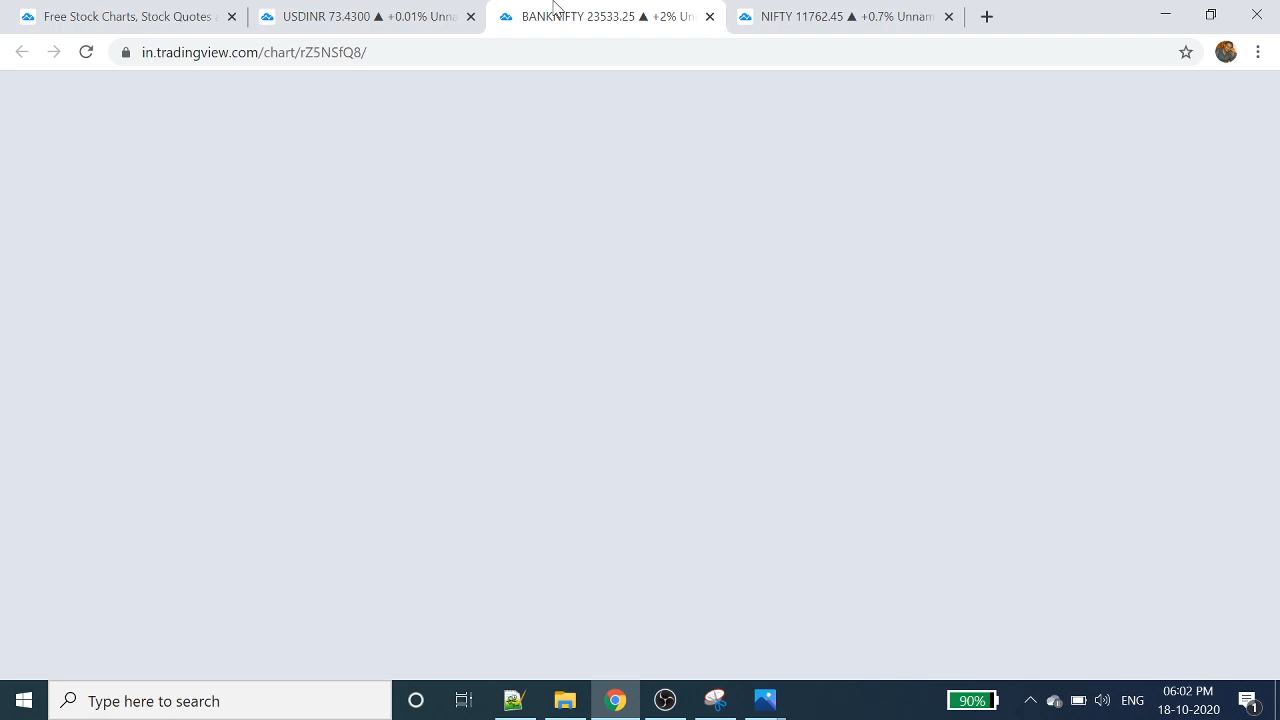 Free Stock Charts, Stock Quotes a
USDINR 73.4300 ▲ +0.01% Unna
BANKNIFTY 23533.25 ▲ +2% Un
NIFTY 11762.45 ▲ +0.7% Unnam
in.tradingview.com/chart/rZ5NSfQ8/
Type here to search
90%
ENG
06:02 PM
18-10-2020
1